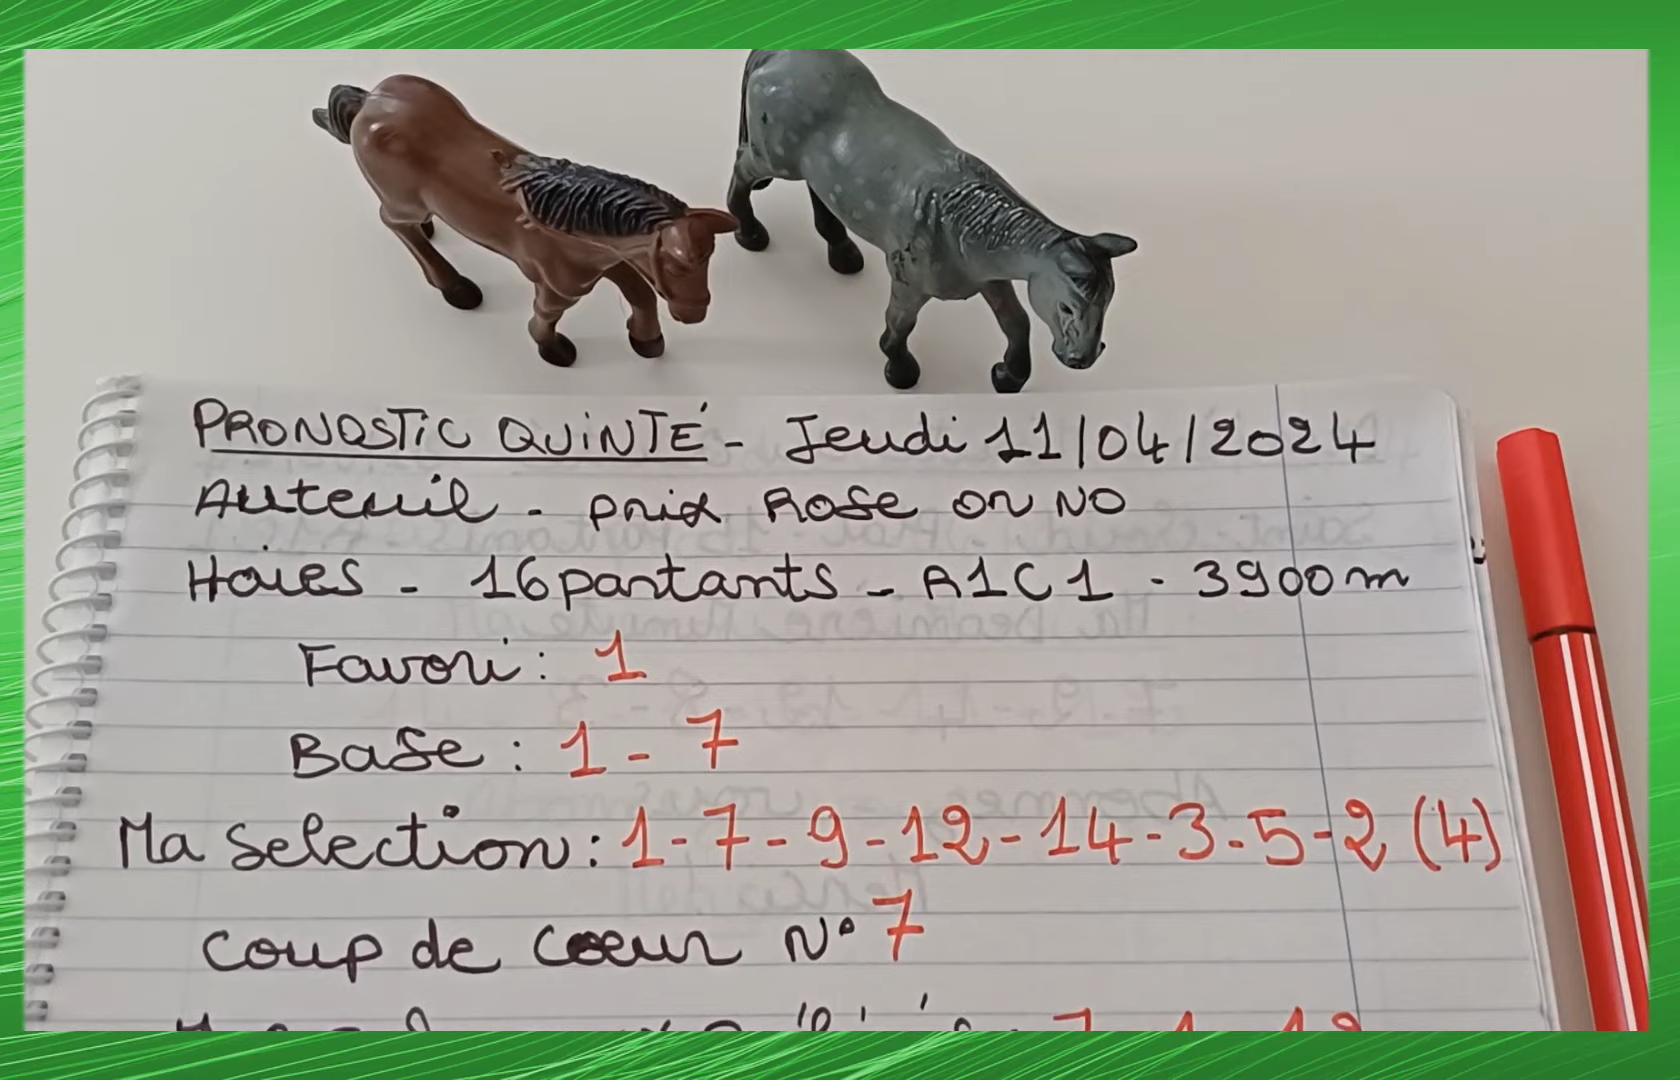 PRONOSTIC QUINTÉ - Jeudi 11/04/2024
Auteuil - prix Rose or No
Haies - 16 partants - R1C1 - 3900m
Favori : 1
Base : 1 - 7
Ma Selection : 1 - 7 - 9 - 12 - 14 - 3 - 5 - 2 (4)
coup de coeur N° 7